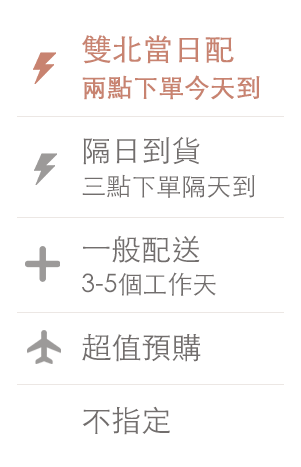 雙北當日配
兩點下單今天到
隔日到貨
三點下單隔天到
一般配送
3-5個工作天
超值預購
不指定